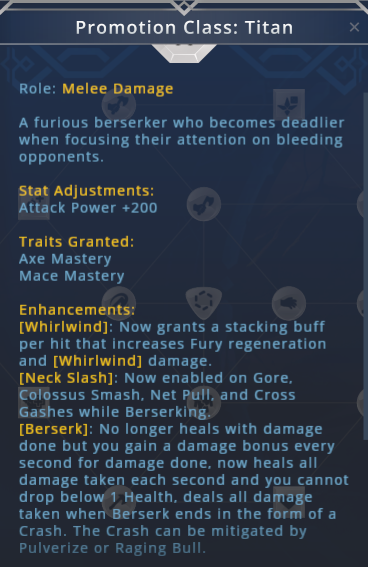 Promotion Class: Titan
×
Role: Melee Damage
A furious berserker who becomes deadlier
when focusing their attention on bleeding
opponents.
Stat Adjustments:
Attack Power +200
Traits Granted:
Axe Mastery
Mace Mastery
Enhancements:
[Whirlwind]: Now grants a stacking buff
per hit that increases Fury regeneration
and [Whirlwind] damage.
[Neck Slash]: Now enabled on Gore,
Colossus Smash, Net Pull, and Cross
Gashes while Berserking.
[Berserk]: No longer heals with damage
done but you gain a damage bonus every
second for damage done, now heals all
damage taken each second and you cannot
drop below 1 Health, deals all damage
taken when Berserk ends in the form of a
Crash. The Crash can be mitigated by
Pulverize or Raging Bull.